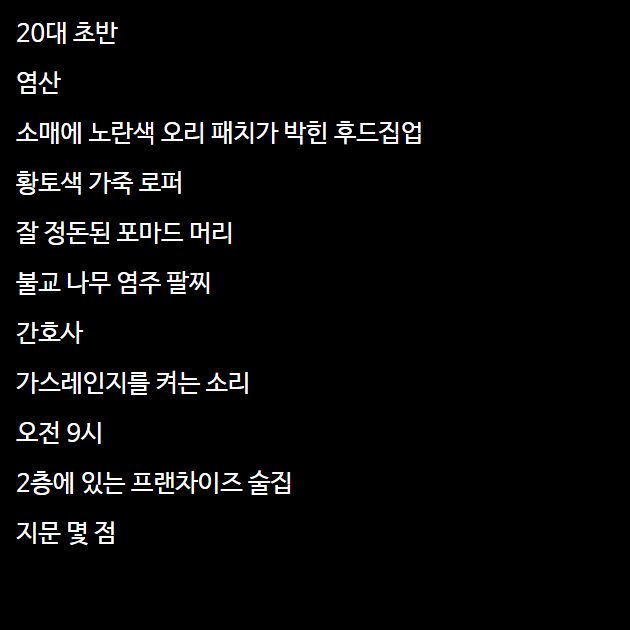 20대 초반
염산
소매에 노란색 오리 패치가 박힌 후드집업
황토색 가죽 로퍼
잘 정돈된 포마드 머리
불교 나무 염주 팔찌
간호사
가스레인지를 켜는 소리
오전 9시
2층에 있는 프랜차이즈 술집
지문 몇 점